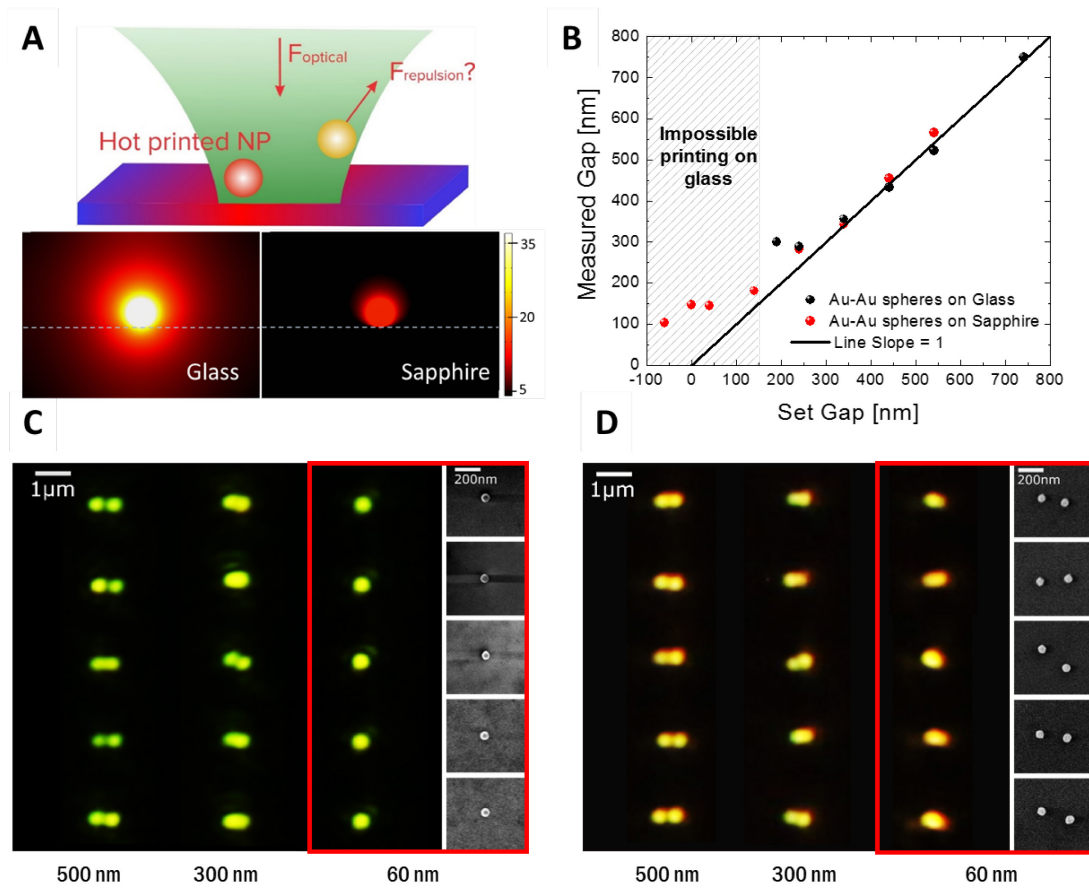 A
F optical
F repulsion?
Hot printed NP
Glass
Sapphire
35
25
15
5
B
Measured Gap [nm]
800
700
600
500
400
300
200
100
0
-100 0 100 200 300 400 500 600 700 800
Set Gap [nm]
Impossible
printing on
glass
Au-Au spheres on Glass
Au-Au spheres on Sapphire
Line Slope = 1
C
1µm
200nm
500 nm
300 nm
60 nm
D
1µm
200nm
500 nm
300 nm
60 nm